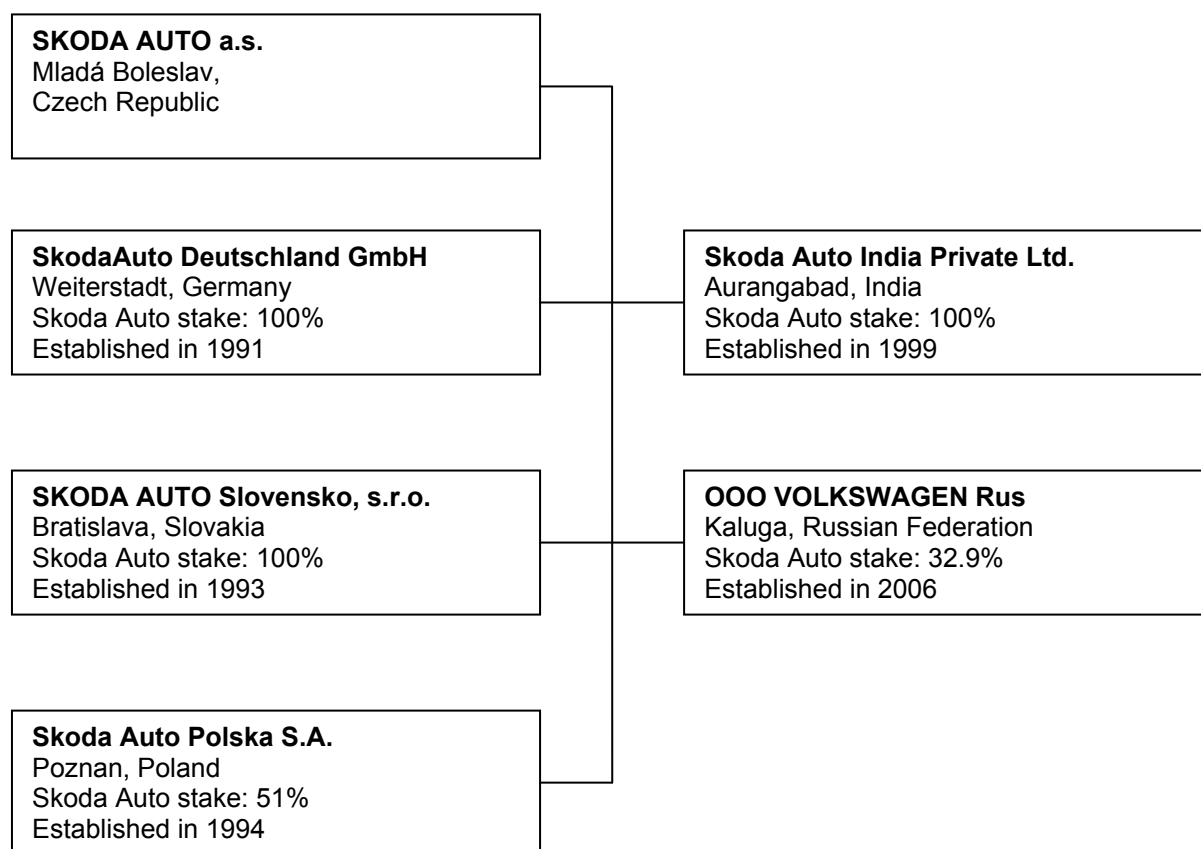 SKODA AUTO a.s.
Mladá Boleslav,
Czech Republic
SkodaAuto Deutschland GmbH
Weiterstadt, Germany
Skoda Auto stake: 100%
Established in 1991
Skoda Auto India Private Ltd.
Aurangabad, India
Skoda Auto stake: 100%
Established in 1999
SKODA AUTO Slovensko, s.r.o.
Bratislava, Slovakia
Skoda Auto stake: 100%
Established in 1993
OOO VOLKSWAGEN Rus
Kaluga, Russian Federation
Skoda Auto stake: 32.9%
Established in 2006
Skoda Auto Polska S.A.
Poznan, Poland
Skoda Auto stake: 51%
Established in 1994